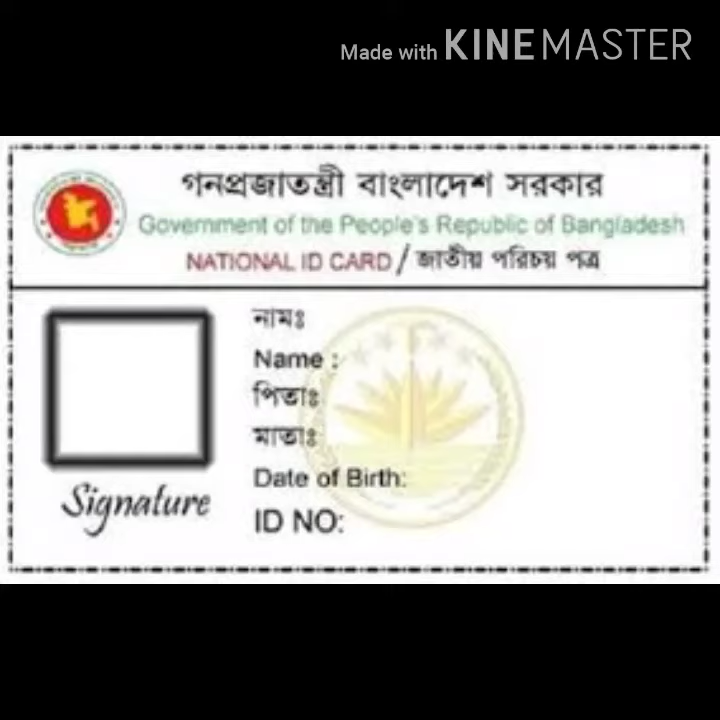 Made with KINEMASTER
গনপ্রজাতন্ত্রী বাংলাদেশ সরকার
Government of the People's Republic of Bangladesh
NATIONAL ID CARD / জাতীয় পরিচয় পত্র
নামঃ
Name :
পিতাঃ
মাতাঃ
Date of Birth:
Signature
ID NO: